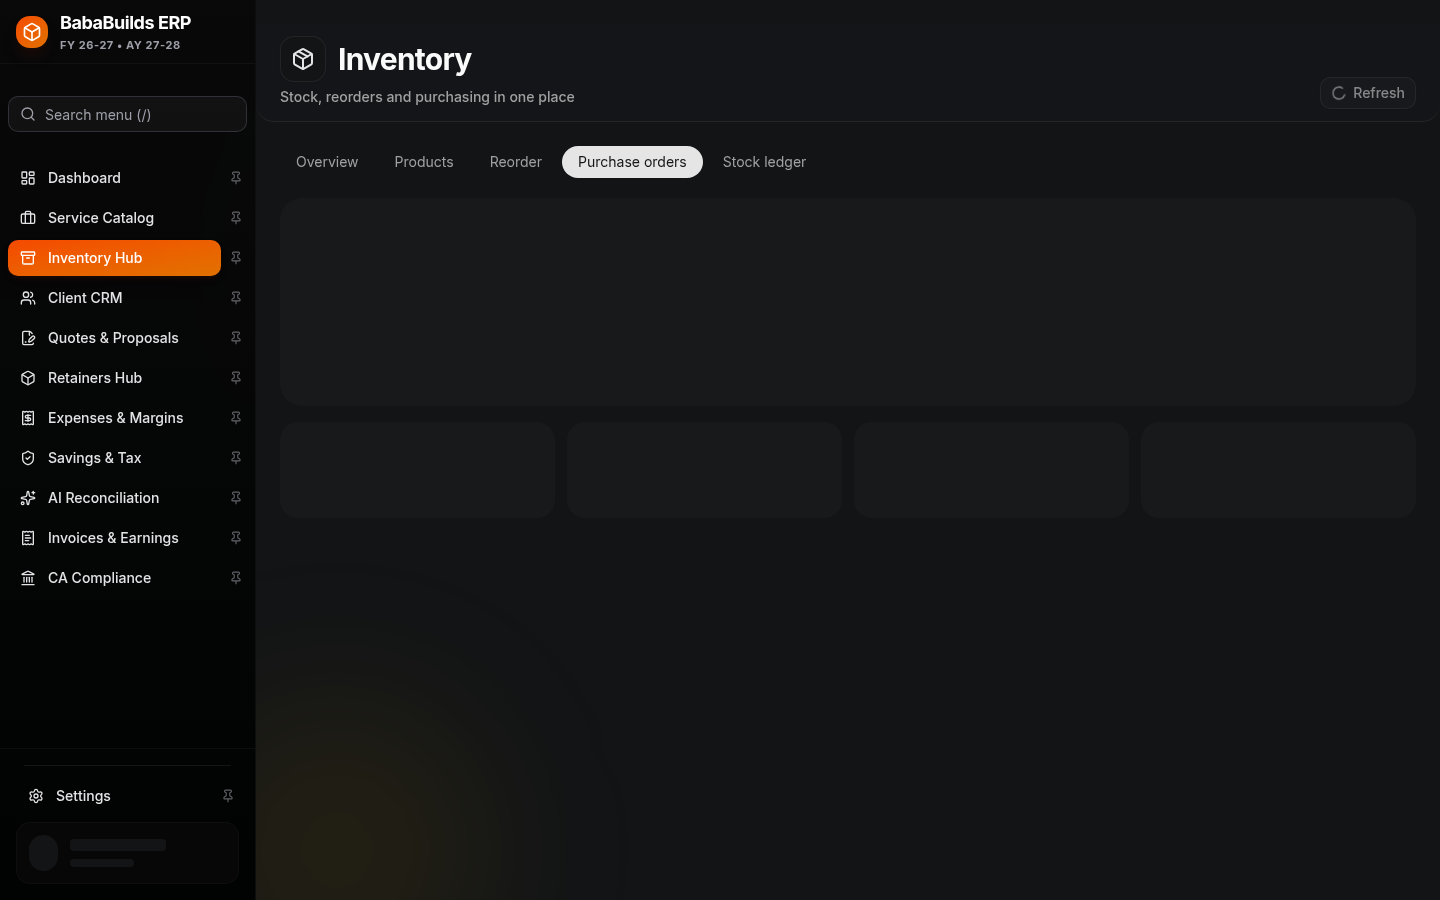 BabaBuilds ERP
FY 26-27 • AY 27-28
Search menu (/)
Dashboard
Service Catalog
Inventory Hub
Client CRM
Quotes & Proposals
Retainers Hub
Expenses & Margins
Savings & Tax
AI Reconciliation
Invoices & Earnings
CA Compliance
Settings
Inventory
Stock, reorders and purchasing in one place
Refresh
Overview Products Reorder Purchase orders Stock ledger